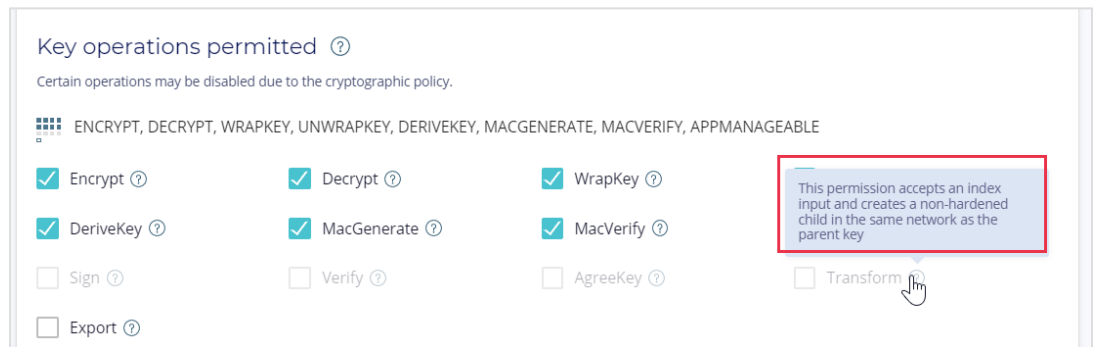 Key operations permitted ?
Certain operations may be disabled due to the cryptographic policy.
ENCRYPT, DECRYPT, WRAPKEY, UNWRAPKEY, DERIVEKEY, MACGENERATE, MACVERIFY, APPMANAGEABLE
Encrypt ? Decrypt ? WrapKey ?
This permission accepts an index
input and creates a non-hardened
child in the same network as the
parent key
DeriveKey ? MacGenerate ? MacVerify ?
Sign ? Verify ? AgreeKey ? Transform ?
Export ?